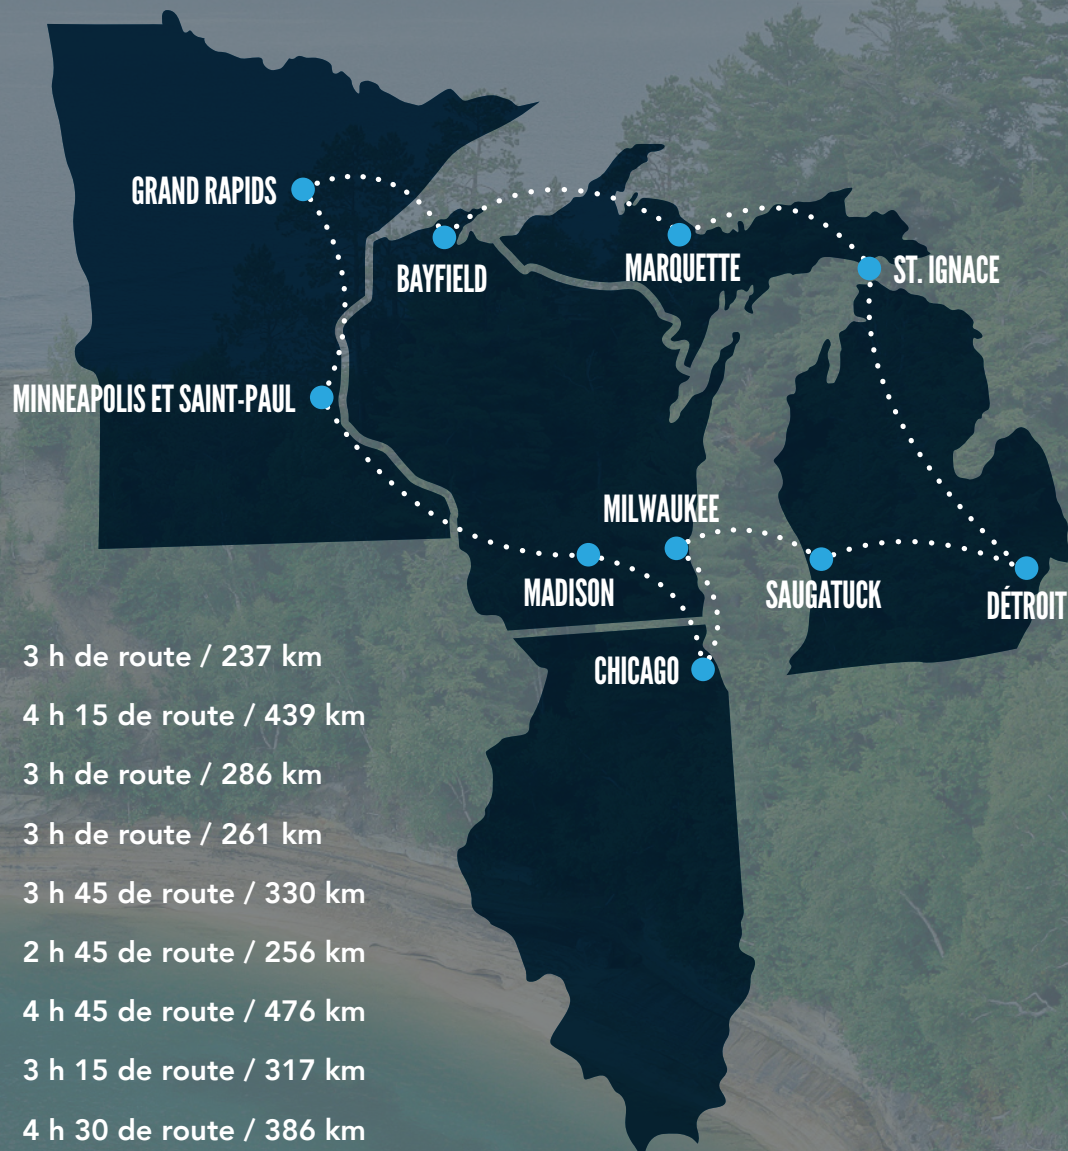 GRAND RAPIDS
BAYFIELD
MARQUETTE
ST. IGNACE
MINNEAPOLIS ET SAINT-PAUL
MILWAUKEE
MADISON
SAUGATUCK
DÉTROIT
CHICAGO
3 h de route / 237 km
4 h 15 de route / 439 km
3 h de route / 286 km
3 h de route / 261 km
3 h 45 de route / 330 km
2 h 45 de route / 256 km
4 h 45 de route / 476 km
3 h 15 de route / 317 km
4 h 30 de route / 386 km